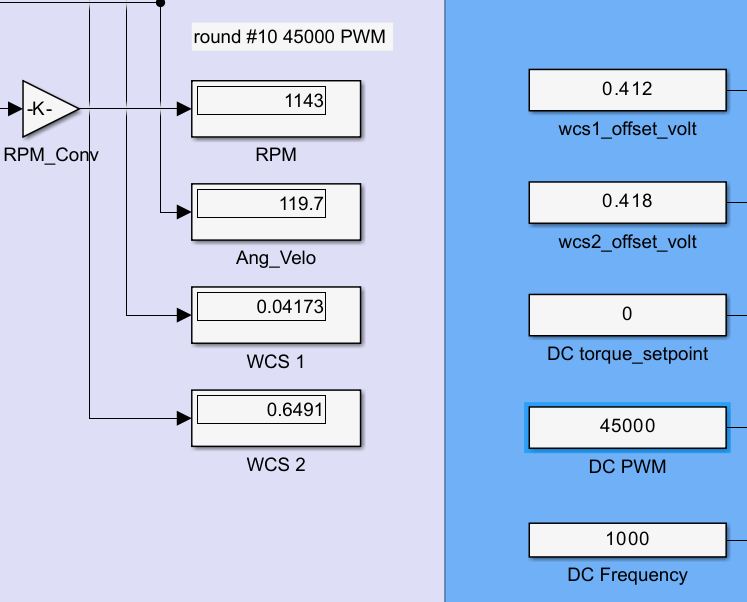 round #10 45000 PWM
-K-
RPM_Conv
1143
RPM
119.7
Ang_Velo
0.04173
WCS 1
0.6491
WCS 2
0.412
wcs1_offset_volt
0.418
wcs2_offset_volt
0
DC torque_setpoint
45000
DC PWM
1000
DC Frequency